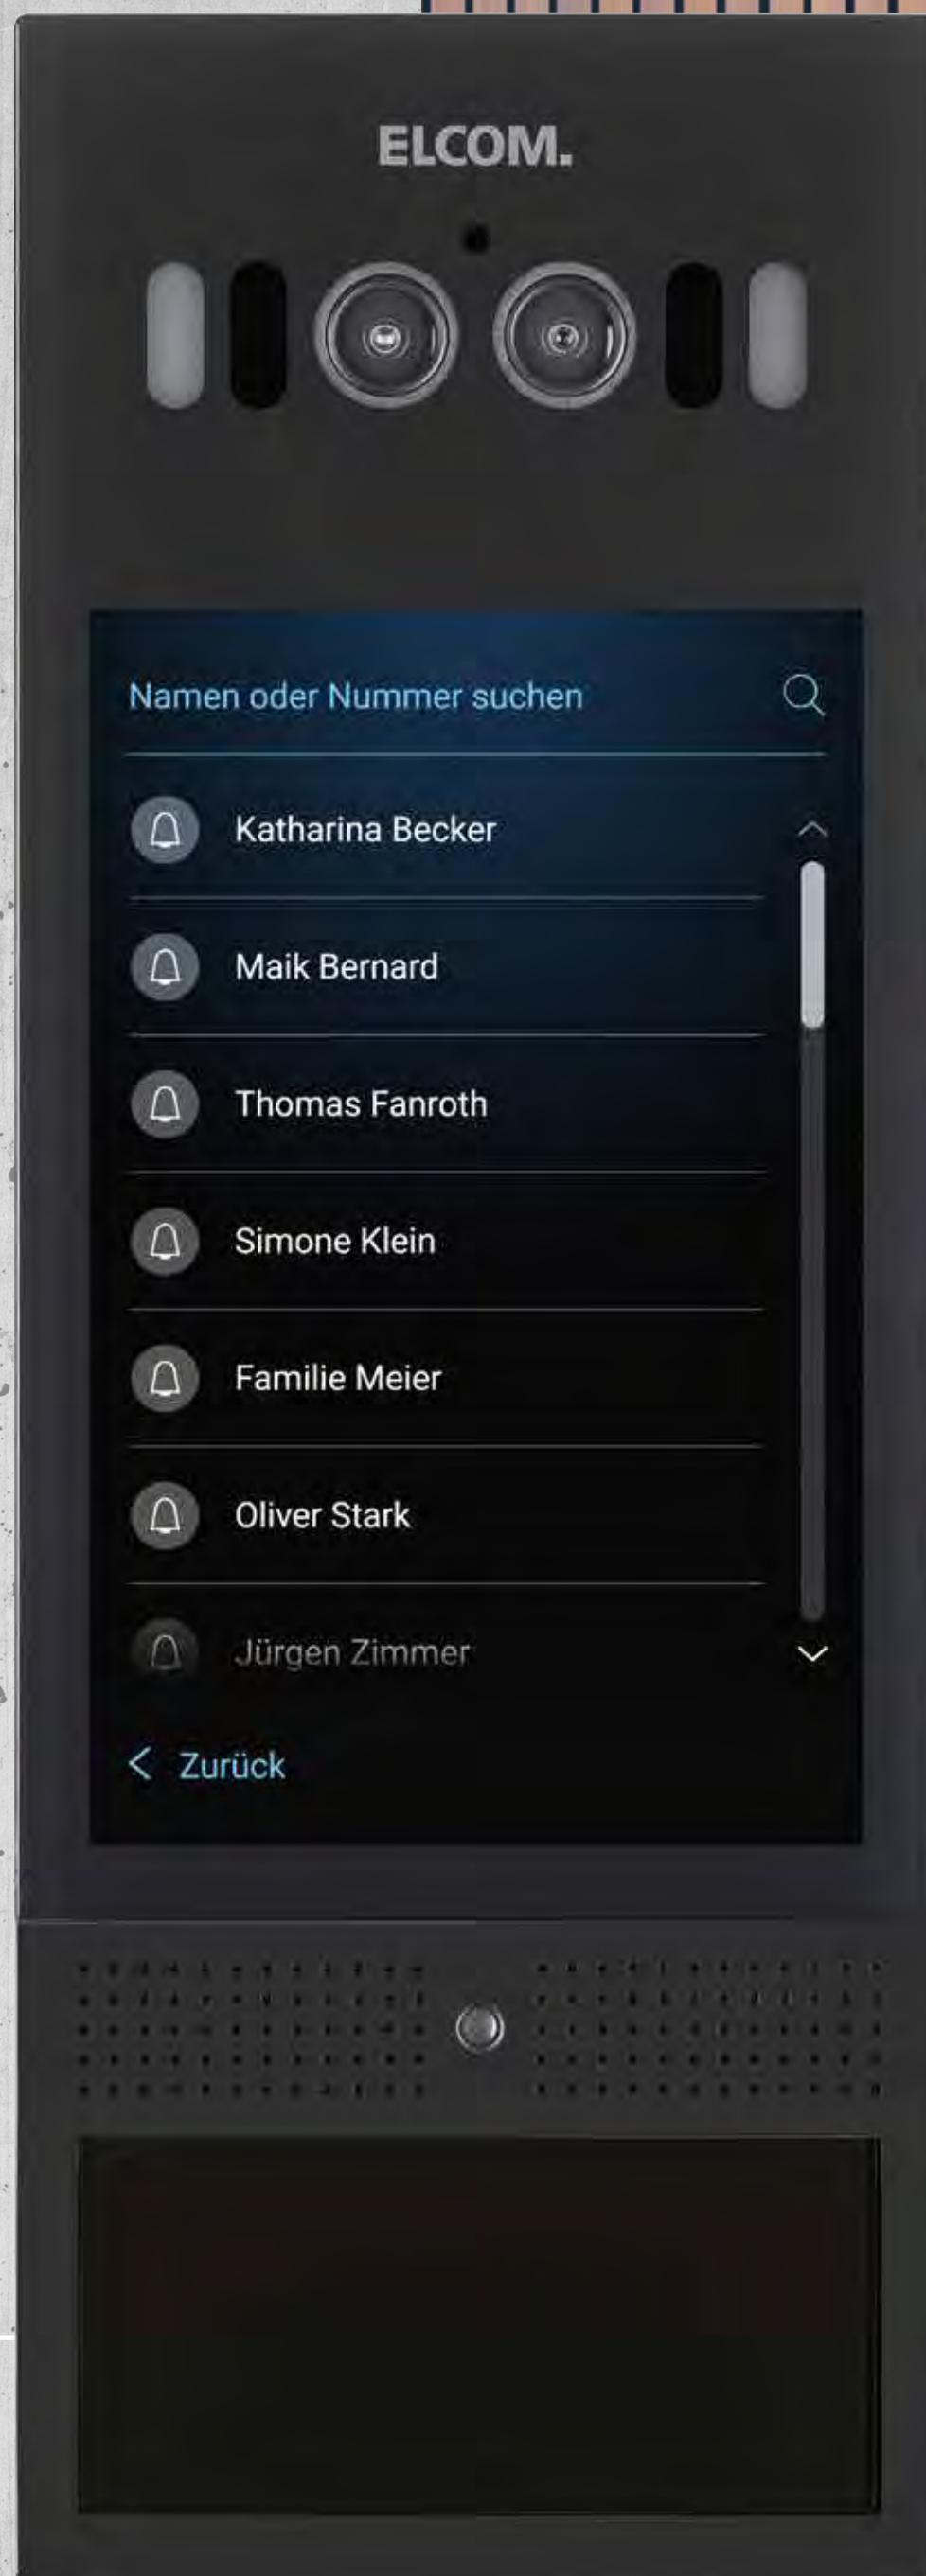 ELCOM.
Namen oder Nummer suchen
Katharina Becker
Maik Bernard
Thomas Fanroth
Simone Klein
Familie Meier
Oliver Stark
Jürgen Zimmer
Zurück